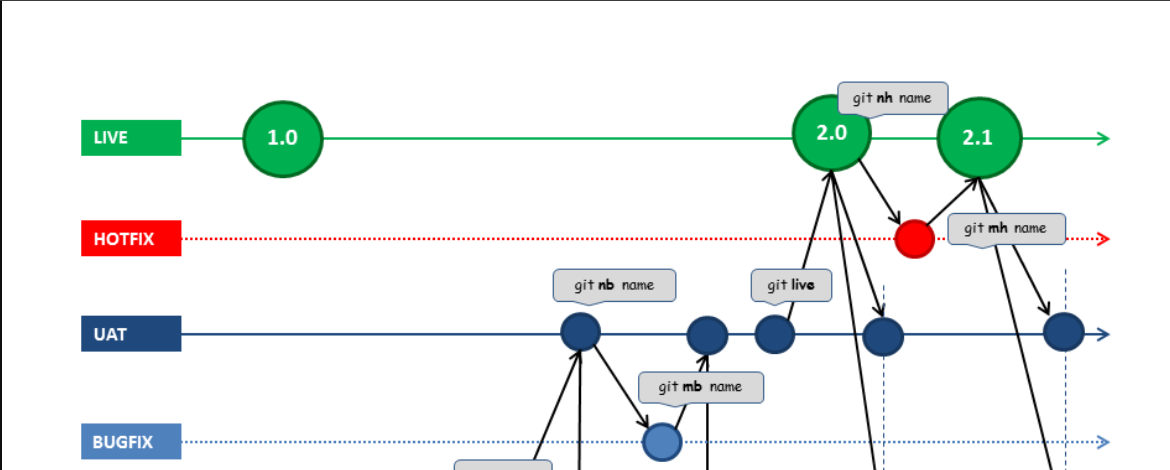 git nh name
LIVE
1.0
2.0
2.1
HOTFIX
git mh name
git nb name
git live
UAT
git mb name
BUGFIX